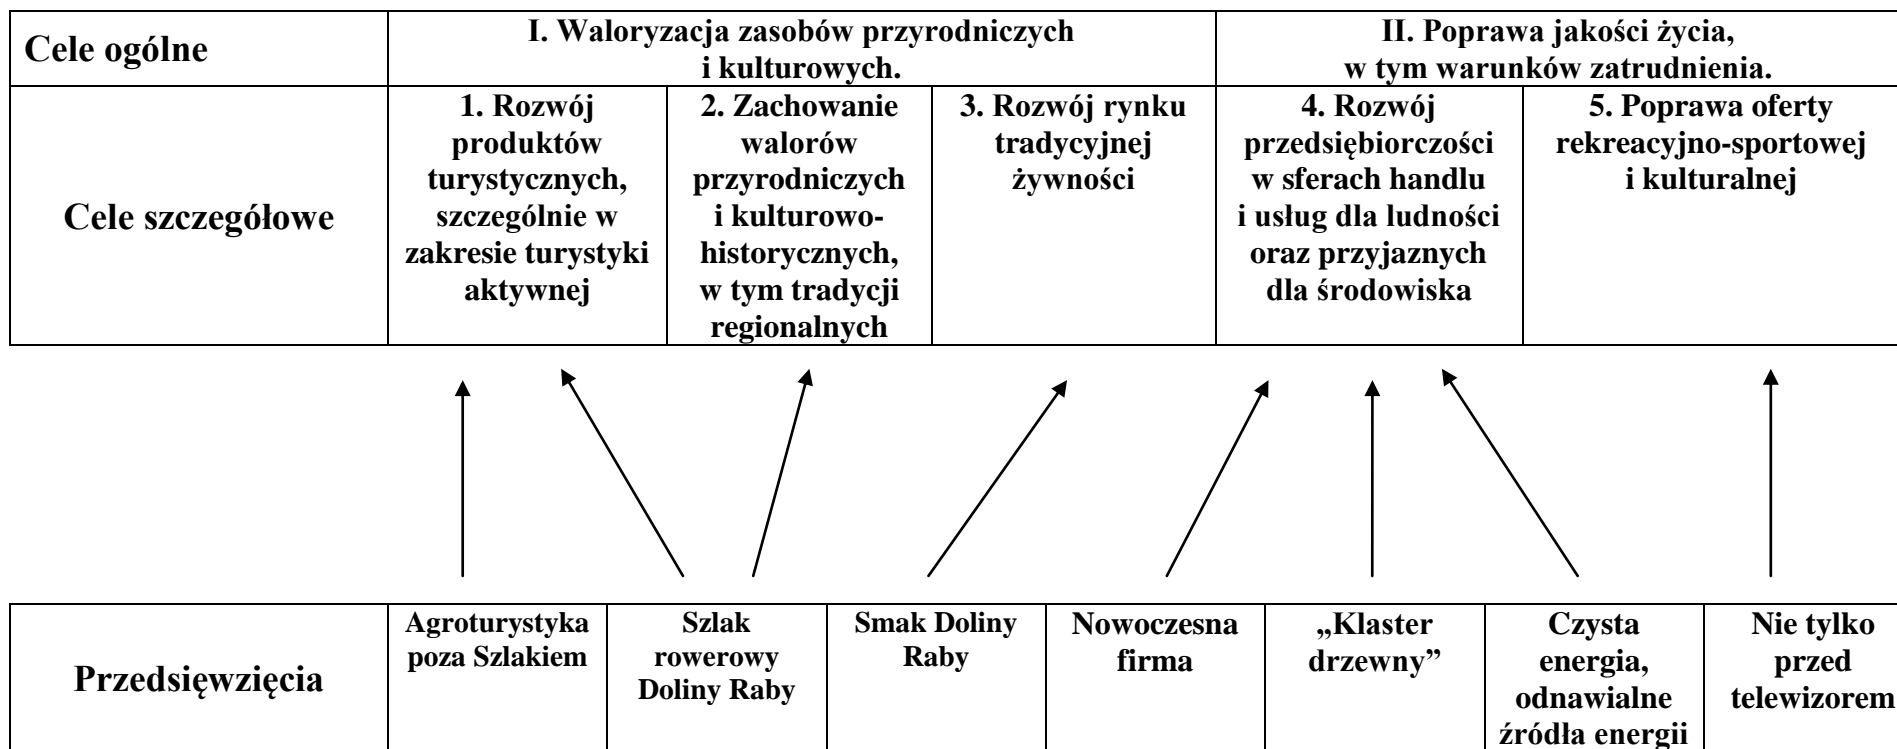 Cele ogólne
I. Waloryzacja zasobów przyrodniczych
i kulturowych.
II. Poprawa jakości życia,
w tym warunków zatrudnienia.
Cele szczegółowe
1. Rozwój
produktów
turystycznych,
szczególnie w
zakresie turystyki
aktywnej
2. Zachowanie
walorów
przyrodniczych
i kulturowo-
historycznych,
w tym tradycji
regionalnych
3. Rozwój rynku
tradycyjnej
żywności
4. Rozwój
przedsiębiorczości
w sferach handlu
i usług dla ludności
oraz przyjaznych
dla środowiska
5. Poprawa oferty
rekreacyjno-sportowej
i kulturalnej
Przedsięwzięcia
Agroturystyka
poza Szlakiem
Szlak
rowerowy
Doliny Raby
Smak Doliny
Raby
Nowoczesna
firma
„Klaster
drzewny”
Czysta
energia,
odnawialne
źródła energii
Nie tylko
przed
telewizorem